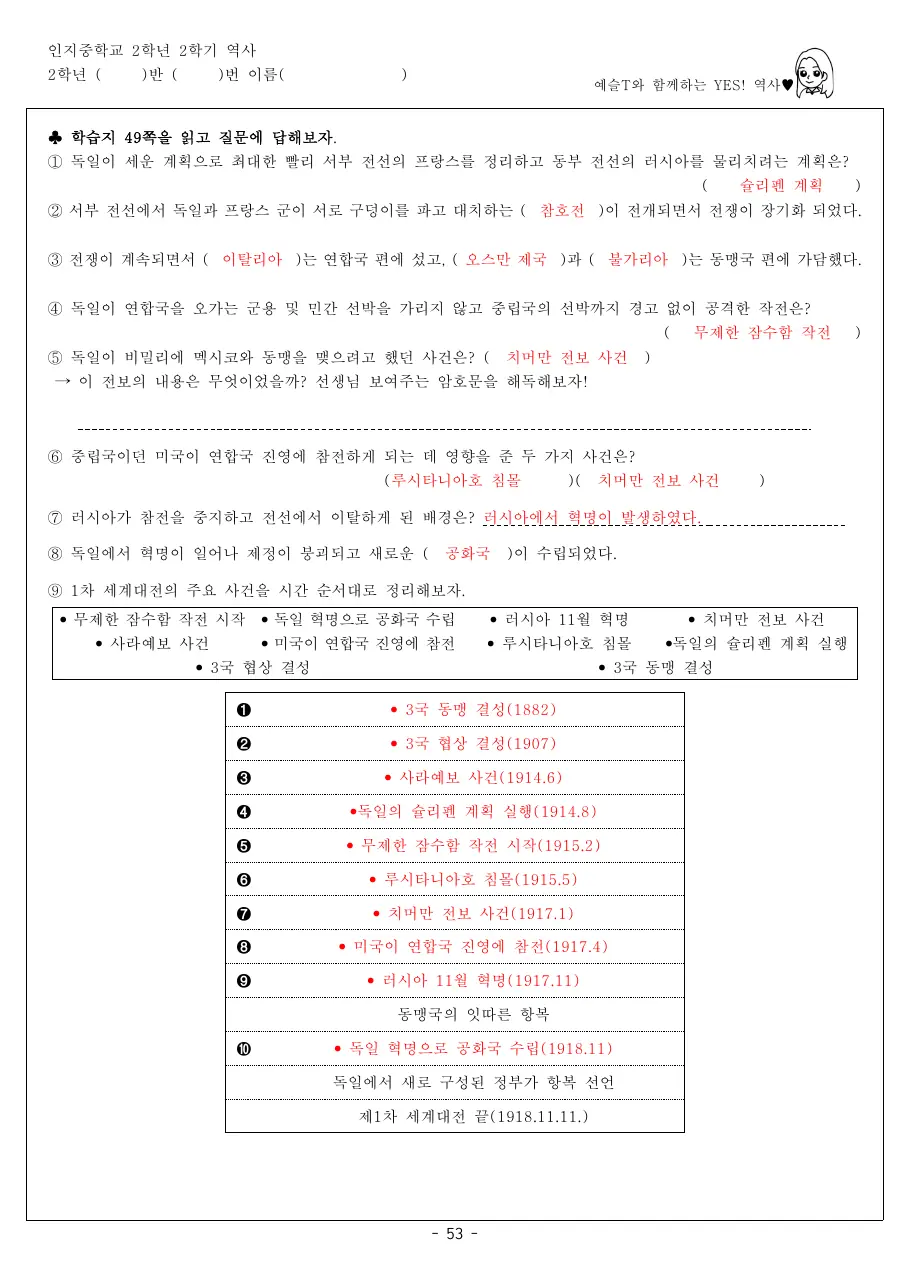 인지중학교 2학년 2학기 역사
2학년 (     )반 (     )번 이름(               )
예슬T와 함께하는 YES! 역사♥
♣ 학습지 49쪽을 읽고 질문에 답해보자.
① 독일이 세운 계획으로 최대한 빨리 서부 전선의 프랑스를 정리하고 동부 전선의 러시아를 물리치려는 계획은?
(    슐리펜 계획    )
② 서부 전선에서 독일과 프랑스 군이 서로 구덩이를 파고 대치하는 (  참호전  )이 전개되면서 전쟁이 장기화 되었다.
③ 전쟁이 계속되면서 (  이탈리아  )는 연합국 편에 섰고, ( 오스만 제국  )과 (  불가리아  )는 동맹국 편에 가담했다.
④ 독일이 연합국을 오가는 군용 및 민간 선박을 가리지 않고 중립국의 선박까지 경고 없이 공격한 작전은?
(   무제한 잠수함 작전   )
⑤ 독일이 비밀리에 멕시코와 동맹을 맺으려고 했던 사건은? (  치머만 전보 사건  )
→ 이 전보의 내용은 무엇이었을까? 선생님 보여주는 암호문을 해독해보자!
⑥ 중립국이던 미국이 연합국 진영에 참전하게 되는 데 영향을 준 두 가지 사건은?
(루시타니아호 침몰      )(   치머만 전보 사건     )
⑦ 러시아가 참전을 중지하고 전선에서 이탈하게 된 배경은? 러시아에서 혁명이 발생하였다.
⑧ 독일에서 혁명이 일어나 제정이 붕괴되고 새로운 (  공화국  )이 수립되었다.
⑨ 1차 세계대전의 주요 사건을 시간 순서대로 정리해보자.
• 무제한 잠수함 작전 시작 • 독일 혁명으로 공화국 수립 • 러시아 11월 혁명 • 치머만 전보 사건
• 사라예보 사건 • 미국이 연합국 진영에 참전 • 루시타니아호 침몰 •독일의 슐리펜 계획 실행
• 3국 협상 결성 • 3국 동맹 결성
❶ • 3국 동맹 결성(1882)
❷ • 3국 협상 결성(1907)
❸ • 사라예보 사건(1914.6)
❹ •독일의 슐리펜 계획 실행(1914.8)
❺ • 무제한 잠수함 작전 시작(1915.2)
❻ • 루시타니아호 침몰(1915.5)
❼ • 치머만 전보 사건(1917.1)
❽ • 미국이 연합국 진영에 참전(1917.4)
❾ • 러시아 11월 혁명(1917.11)
동맹국의 잇따른 항복
❿ • 독일 혁명으로 공화국 수립(1918.11)
독일에서 새로 구성된 정부가 항복 선언
제1차 세계대전 끝(1918.11.11.)
- 53 -